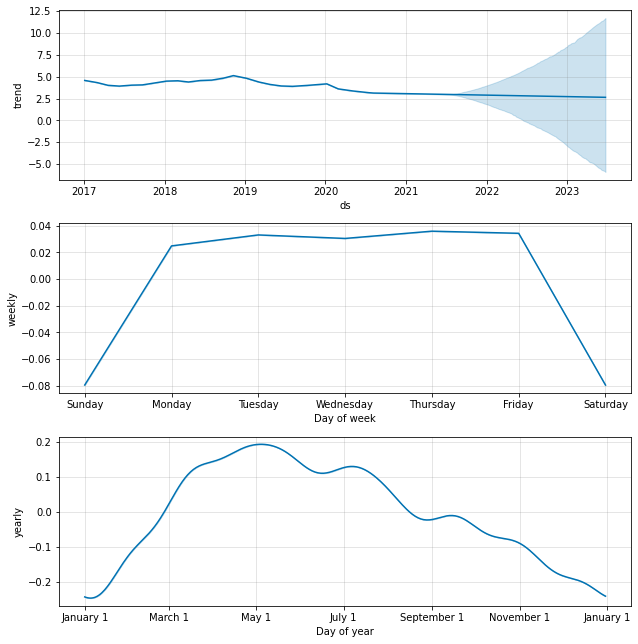 12.5
10.0
7.5
5.0
2.5
0.0
−2.5
−5.0
trend
2017 2018 2019 2020 2021 2022 2023
ds
0.04
0.02
0.00
−0.02
−0.04
−0.06
−0.08
weekly
Sunday Monday Tuesday Wednesday Thursday Friday Saturday
Day of week
0.2
0.1
0.0
−0.1
−0.2
yearly
January 1 March 1 May 1 July 1 September 1 November 1 January 1
Day of year